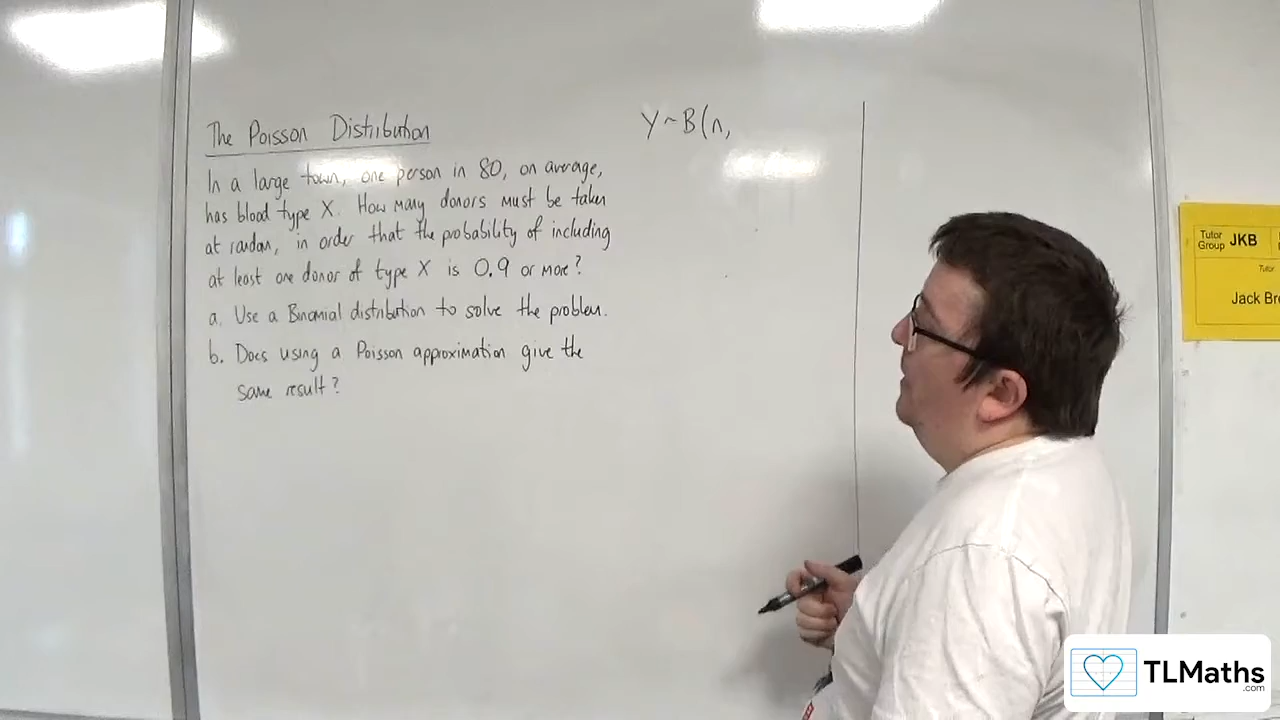 The Poisson Distribution
In a large town, one person in 80, on average,
has blood type X. How many donors must be taken
at random, in order that the probability of including
at least one donor of type X is 0.9 or more?
a. Use a Binomial distribution to solve the problem.
b. Does using a Poisson approximation give the
same result?
Y ~ B(n,
Tutor
Group JKB
Tutor
Jack Bre
TLMaths
.com